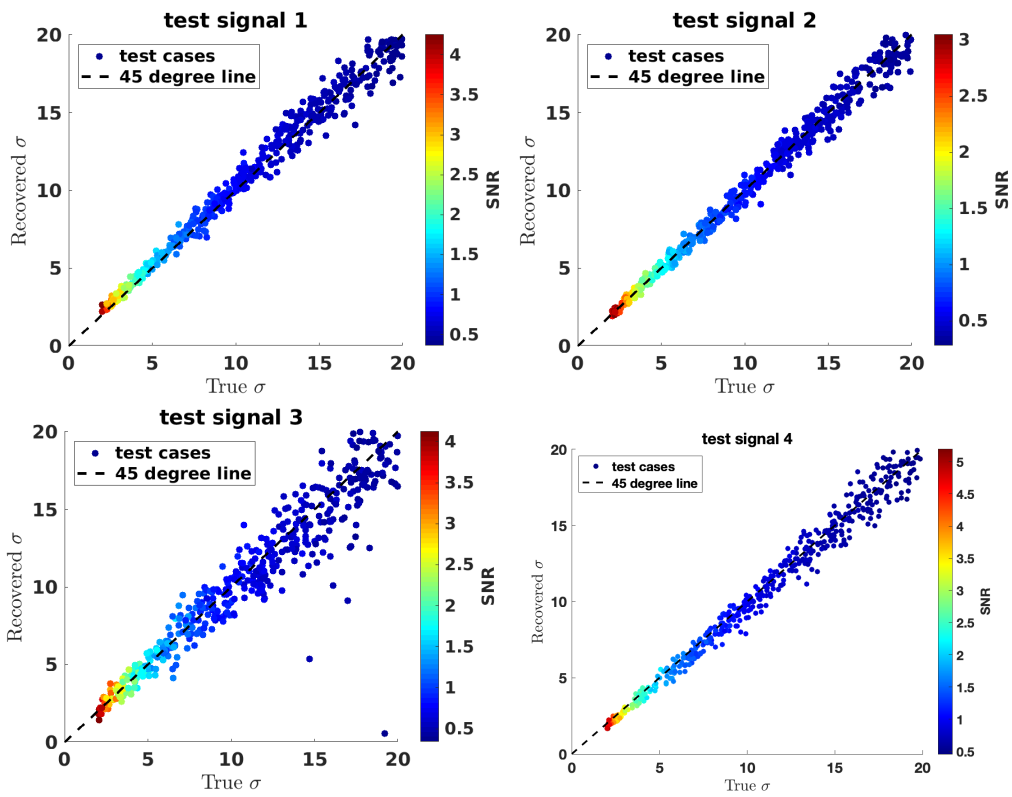 test signal 1
test cases
45 degree line
20
15
10
5
0
0 5 10 15 20
True σ
Recovered σ
4
3.5
3
2.5
2
1.5
1
0.5
SNR
test signal 2
test cases
45 degree line
20
15
10
5
0
0 5 10 15 20
True σ
Recovered σ
3
2.5
2
1.5
1
0.5
SNR
test signal 3
test cases
45 degree line
20
15
10
5
0
0 5 10 15 20
True σ
Recovered σ
4
3.5
3
2.5
2
1.5
1
0.5
SNR
test signal 4
test cases
45 degree line
20
15
10
5
0
0 5 10 15 20
True σ
Recovered σ
5
4.5
4
3.5
3
2.5
2
1.5
1
0.5
SNR